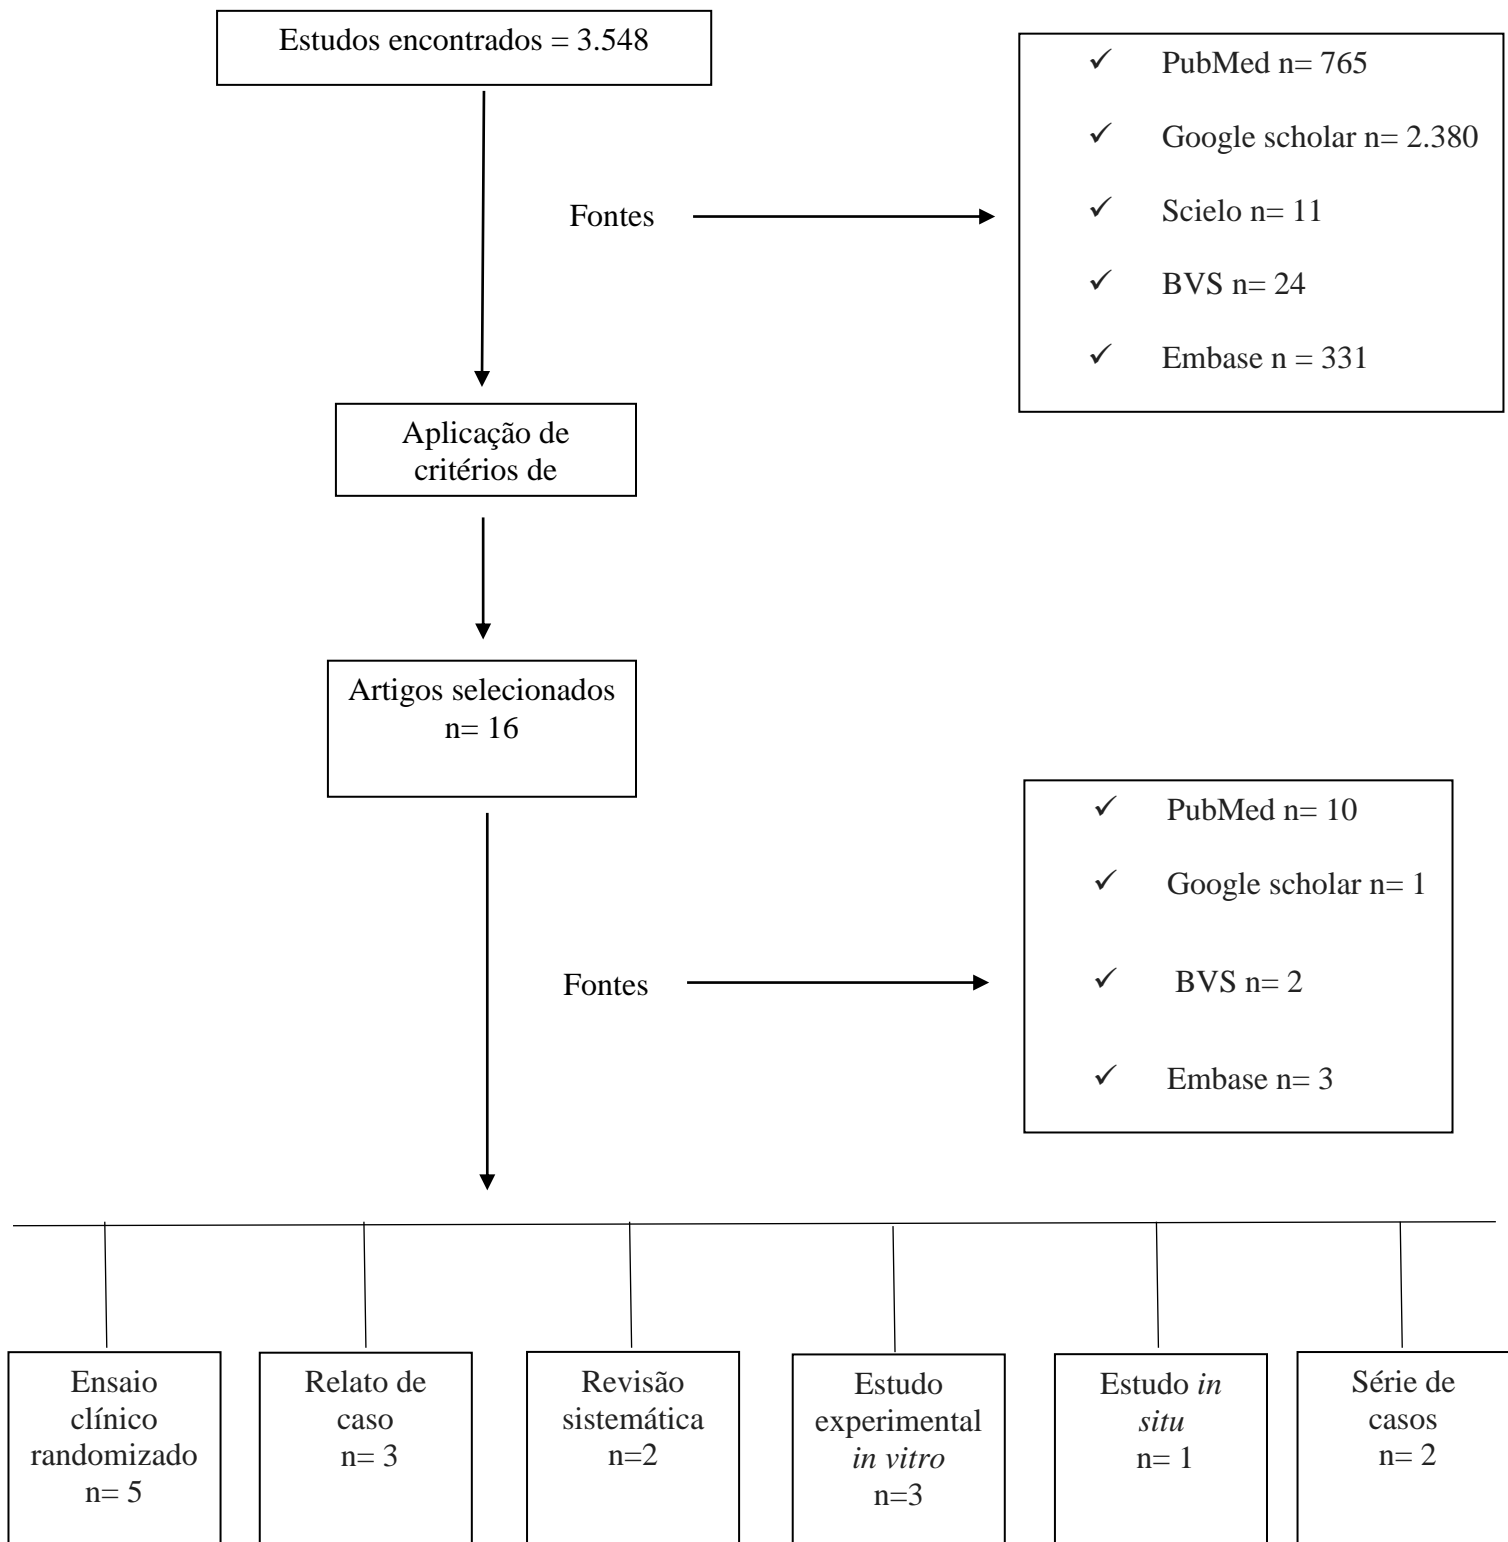 Estudos encontrados = 3.548
✓ PubMed n= 765
✓ Google scholar n= 2.380
✓ Scielo n= 11
✓ BVS n= 24
✓ Embase n = 331
Fontes
Aplicação de
critérios de
Artigos selecionados
n= 16
✓ PubMed n= 10
✓ Google scholar n= 1
✓ BVS n= 2
✓ Embase n= 3
Fontes
Ensaio
clínico
randomizado
n= 5
Relato de
caso
n= 3
Revisão
sistemática
n=2
Estudo
experimental
in vitro
n=3
Estudo in
situ
n= 1
Série de
casos
n= 2